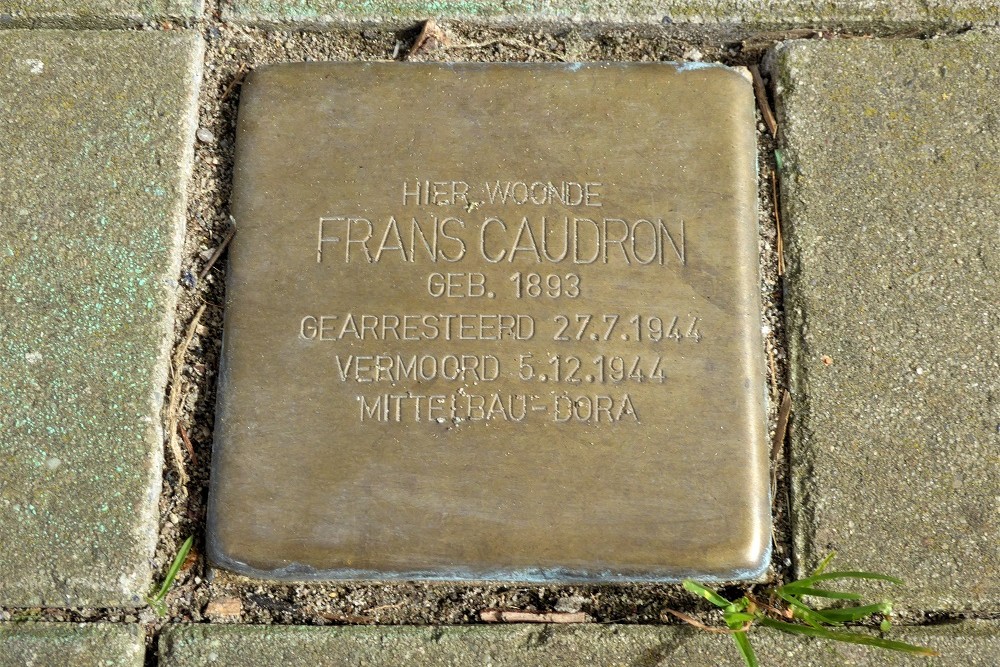 HIER WOONDE
FRANS CAUDRON
GEB. 1893
GEARRESTEERD 27.7.1944
VERMOORD 5.12.1944
MITTELBAU-DORA